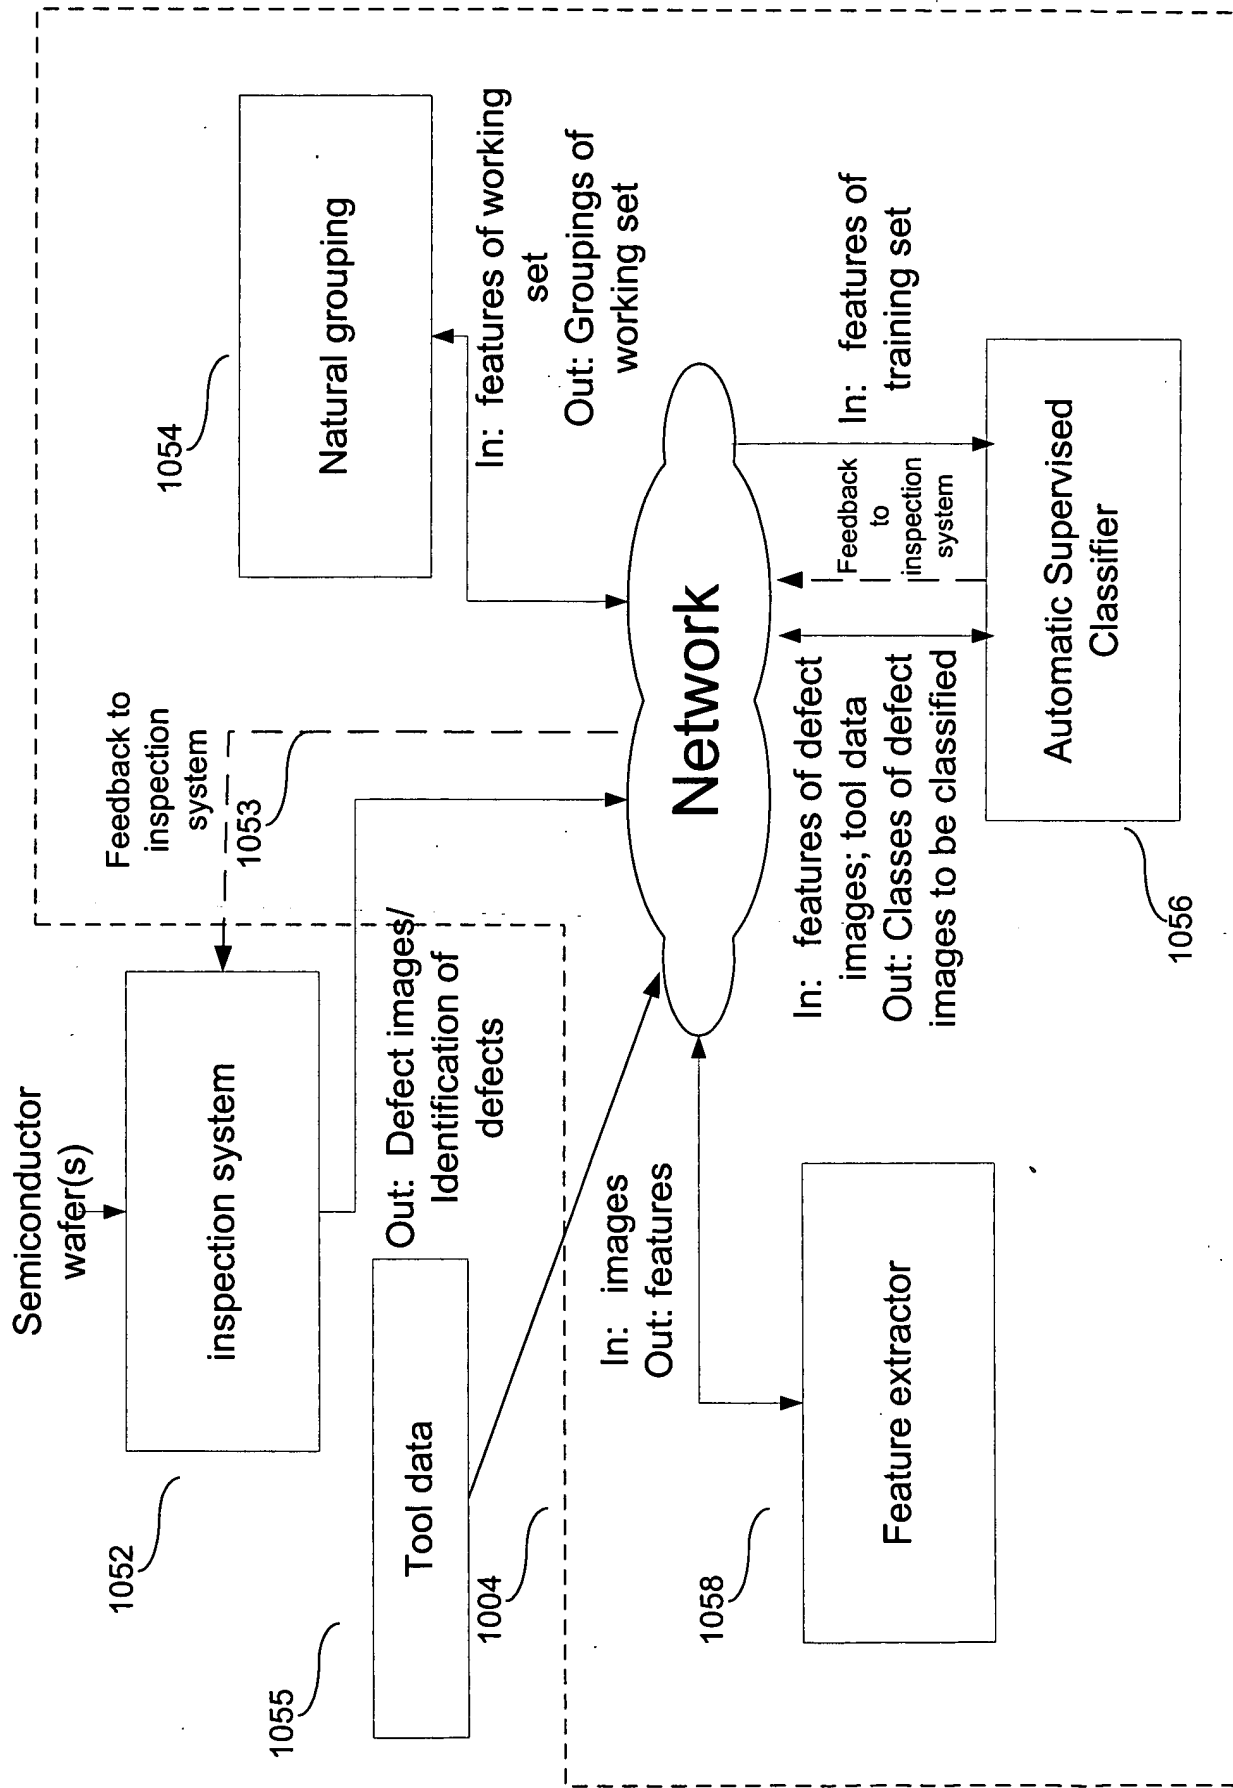 Semiconductor
wafer(s)
inspection system
1052
Feedback to
inspection
system
1053
1054
Natural grouping
In: features of working
set
Out: Groupings of
working set
Out: Defect images/
Identification of
defects
1055
Tool data
1004
Network
In: images
Out: features
1058
Feature extractor
In: features of defect
images; tool data
Out: Classes of defect
images to be classified
Feedback
to
inspection
system
In: features of
training set
Automatic Supervised
Classifier
1056